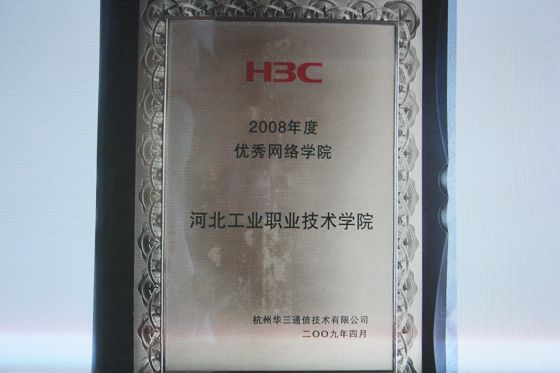 H3C
2008年度
优秀网络学院
河北工业职业技术学院
杭州华三通信技术有限公司
二〇〇九年四月